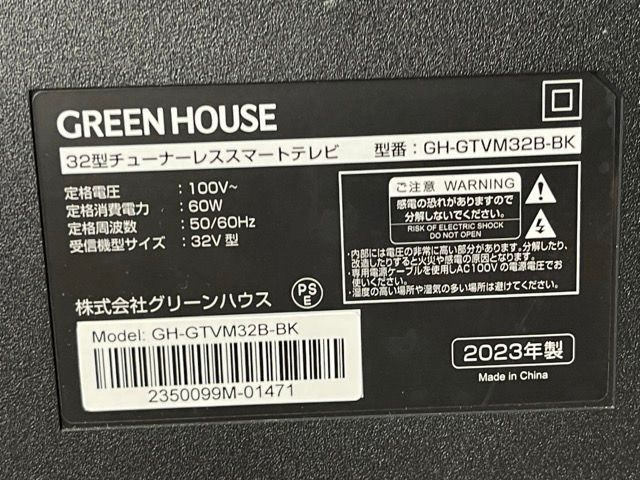 GREEN HOUSE
32型チューナーレススマートテレビ 型番：GH-GTVM32B-BK
定格電圧 ：100V~
定格消費電力 ：60W
定格周波数 ：50/60Hz
受信機型サイズ ：32V 型
ご注意 WARNING
感電の恐れがありますので
分解しないでください。
RISK OF ELECTRIC SHOCK
DO NOT OPEN
・内部には電圧の非常に高い部分があります。分解したり、
改造したりすると火災や感電の原因となります。
・専用電源ケーブルを使用しAC100Vの電源電圧でお
使いください。
・温度の高い場所や湿気の多い場所は避けてください。
株式会社グリーンハウス
PS
E
Model: GH-GTVM32B-BK
2350099M-01471
2023年製
Made in China